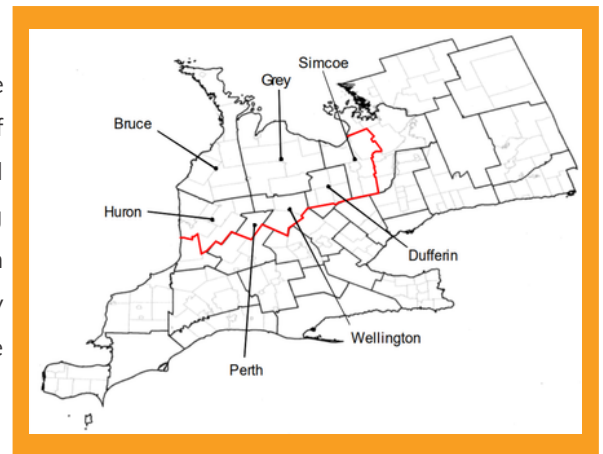 Simcoe
Grey
Bruce
Huron
Dufferin
Wellington
Perth